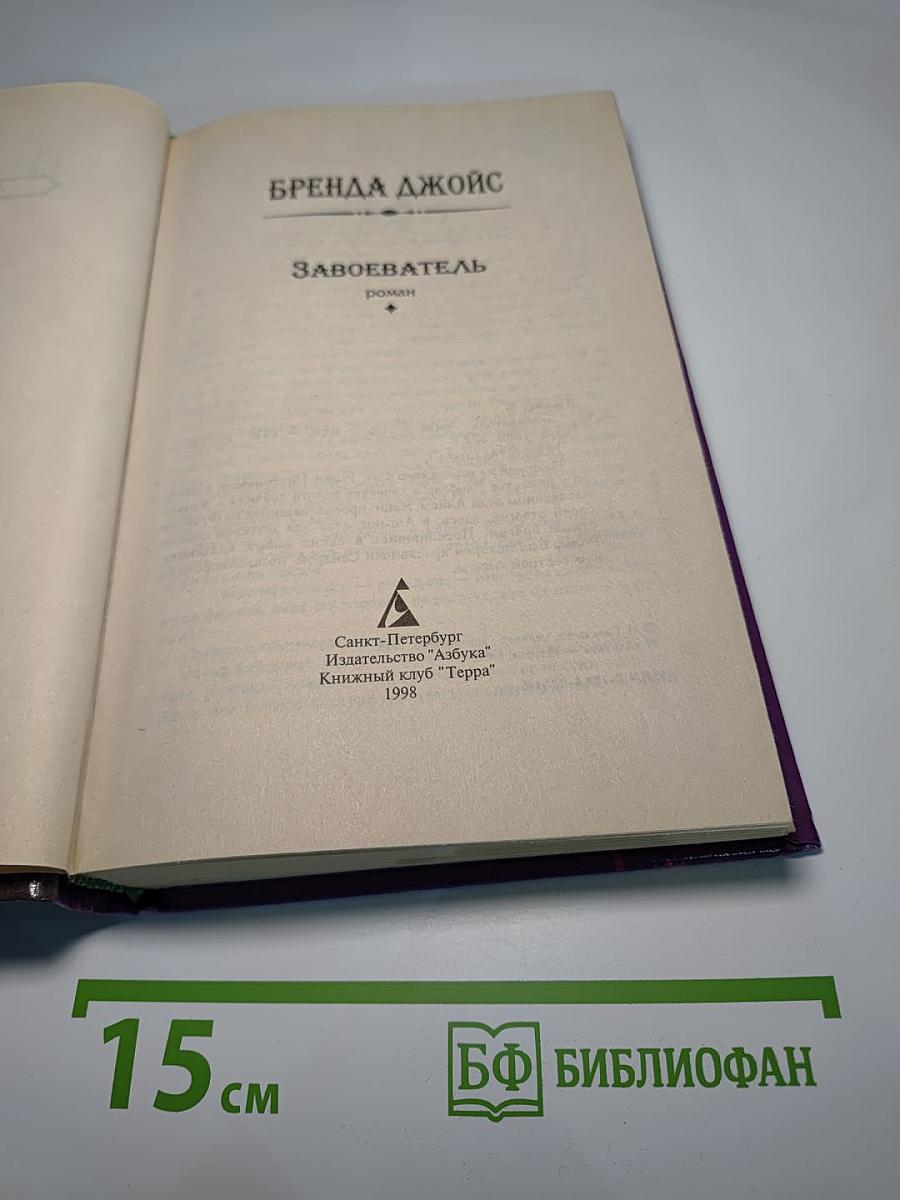 БРЕНДА ДЖОЙС
ЗАВОЕВАТЕЛЬ
роман
Санкт-Петербург
Издательство "Азбука"
Книжный клуб "Терра"
1998
15 см
БФ БИБЛИОФАН